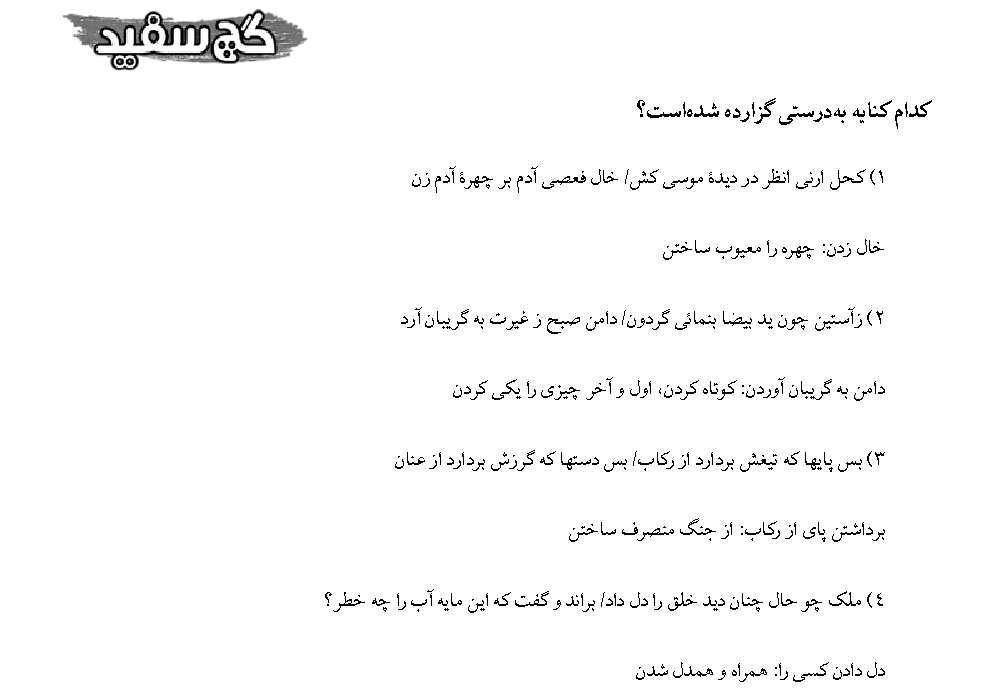 گچ سفید
کدام کنایه به‌درستی گزارده شده‌است؟
۱) کحل ارنی انظر در دیدهٔ موسی کش/ خال فعصی آدم بر چهرهٔ آدم زن
خال زدن: چهره را معیوب ساختن
۲) زآستین چون ید بیضا بنمائی گردون/ دامن صبح ز غیرت به گریبان آرد
دامن به گریبان آوردن: کوتاه کردن، اول و آخر چیزی را یکی کردن
۳) بس پایها که تیغش بردارد از رکاب/ بس دستها که گرزش بردارد از عنان
برداشتن پای از رکاب: از جنگ منصرف ساختن
٤) ملک چو حال چنان دید خلق را دل داد/ براند و گفت که این مایه آب را چه خطر؟
دل دادن کسی را: همراه و همدل شدن